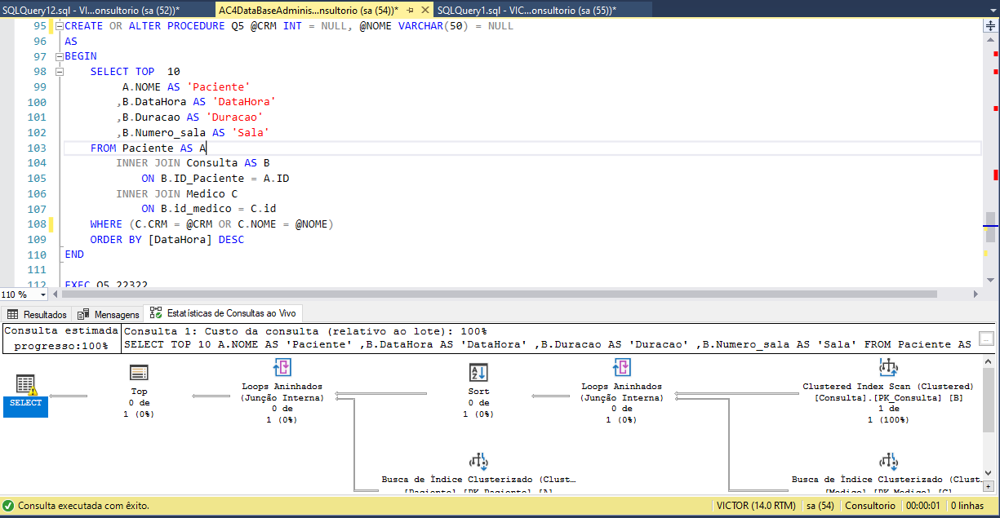 SQLQuery12.sql - VI...onsultorio (sa (52))*
AC4DataBaseAdminis...nsultorio (sa (54))*
SQLQuery1.sql - VIC...onsultorio (sa (55))*
95 CREATE OR ALTER PROCEDURE Q5 @CRM INT = NULL, @NOME VARCHAR(50) = NULL
96 AS
97 BEGIN
98 SELECT TOP 10
99 A.NOME AS 'Paciente'
100 ,B.DataHora AS 'DataHora'
101 ,B.Duracao AS 'Duracao'
102 ,B.Numero_sala AS 'Sala'
103 FROM Paciente AS A
104 INNER JOIN Consulta AS B
105 ON B.ID_Paciente = A.ID
106 INNER JOIN Medico C
107 ON B.id_medico = C.id
108 WHERE (C.CRM = @CRM OR C.NOME = @NOME)
109 ORDER BY [DataHora] DESC
110 END
111
112 EXEC Q5 22322
110 %
Resultados
Mensagens
Estatísticas de Consultas ao Vivo
Consulta estimada
progresso:100%
Consulta 1: Custo da consulta (relativo ao lote): 100%
SELECT TOP 10 A.NOME AS 'Paciente' ,B.DataHora AS 'DataHora' ,B.Duracao AS 'Duracao' ,B.Numero_sala AS 'Sala' FROM Paciente AS
...
SELECT
Top
0 de
1 (0%)
Loops Aninhados
(Junção Interna)
0 de
1 (0%)
Sort
0 de
1 (0%)
Loops Aninhados
(Junção Interna)
0 de
1 (0%)
Clustered Index Scan (Clustered)
[Consulta].[PK_Consulta] [B]
1 de
1 (100%)
Busca de Índice Clusterizado (Clust...
[Paciente].[PK_Paciente] [A]
Busca de Índice Clusterizado (Clust...
[Medico].[PK_Medico] [C]
Consulta executada com êxito.
VICTOR (14.0 RTM)
sa (54)
Consultorio
00:00:01
0 linhas